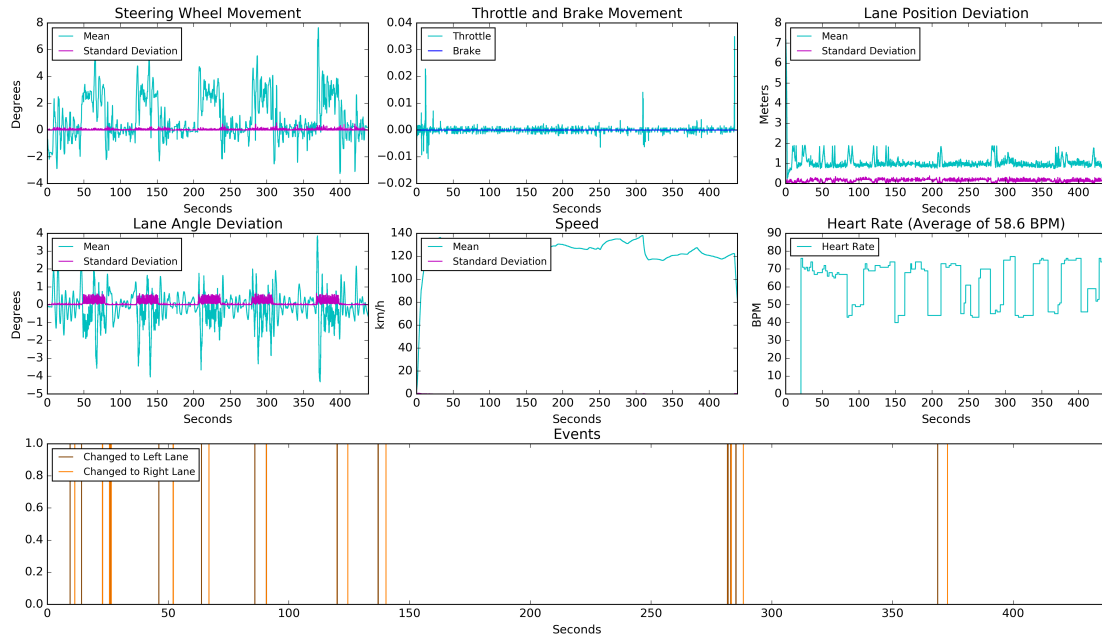 Steering Wheel Movement
Mean
Standard Deviation
Degrees
8
6
4
2
0
−2
−4
0 50 100 150 200 250 300 350 400
Seconds
Throttle and Brake Movement
Throttle
Brake
0.04
0.03
0.02
0.01
0.00
−0.01
−0.02
0 50 100 150 200 250 300 350 400
Seconds
Lane Position Deviation
Mean
Standard Deviation
Meters
8
7
6
5
4
3
2
1
0
0 50 100 150 200 250 300 350 400
Seconds
Lane Angle Deviation
Mean
Standard Deviation
Degrees
4
3
2
1
0
−1
−2
−3
−4
−5
0 50 100 150 200 250 300 350 400
Seconds
Speed
Mean
Standard Deviation
km/h
140
120
100
80
60
40
20
0
0 50 100 150 200 250 300 350 400
Seconds
Heart Rate (Average of 58.6 BPM)
Heart Rate
BPM
90
80
70
60
50
40
30
20
10
0
0 50 100 150 200 250 300 350 400
Seconds
Events
Changed to Left Lane
Changed to Right Lane
1.0
0.8
0.6
0.4
0.2
0.0
0 50 100 150 200 250 300 350 400
Seconds